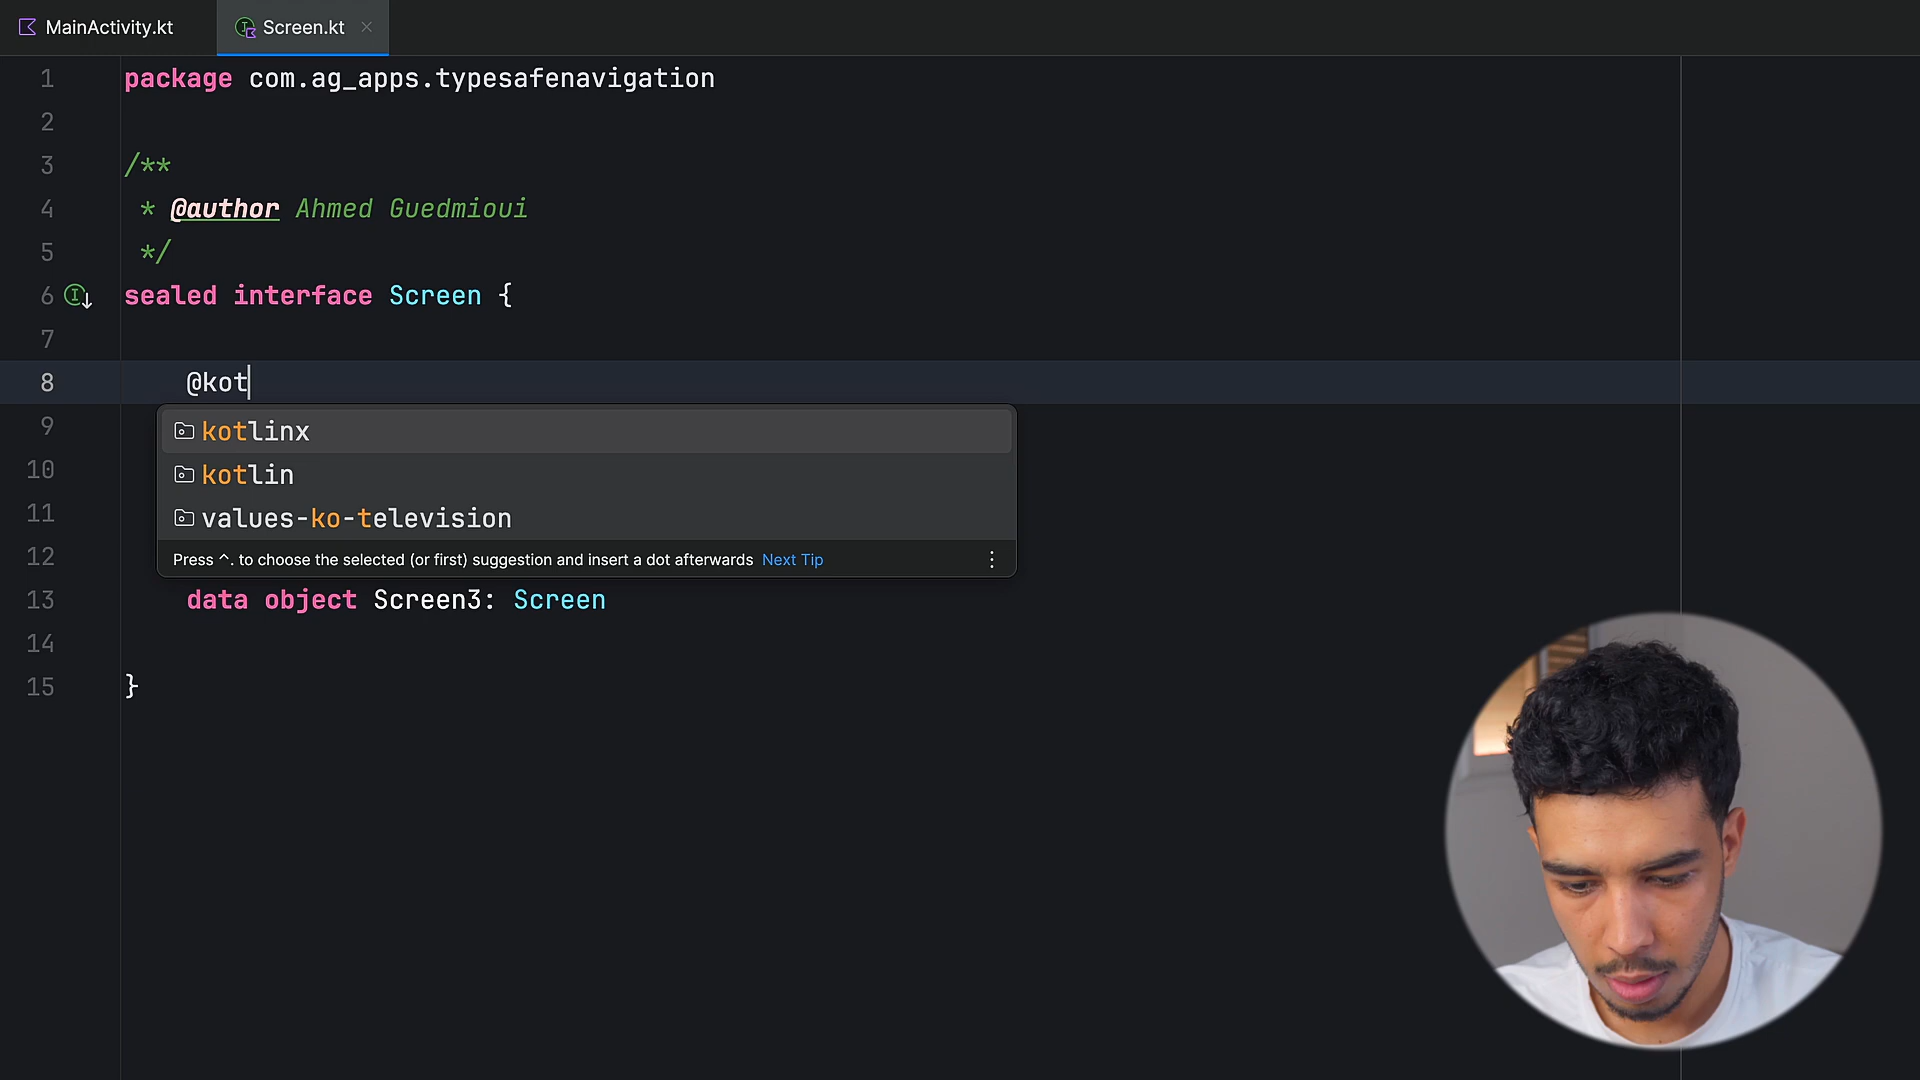 MainActivity.kt
Screen.kt
1 package com.ag_apps.typesafenavigation
2
3 /**
4 * @author Ahmed Guedmioui
5 */
6 sealed interface Screen {
7
8 @kot
9
kotlinx
10
kotlin
11
values-ko-television
12
Press ^. to choose the selected (or first) suggestion and insert a dot afterwards Next Tip
13 data object Screen3: Screen
14
15 }